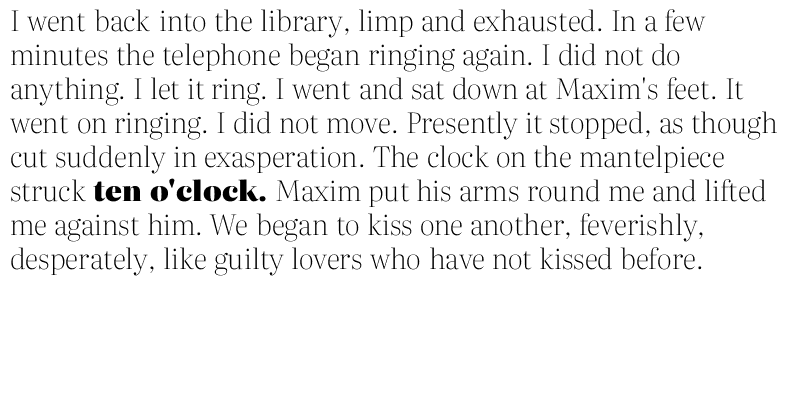 I went back into the library, limp and exhausted. In a few
minutes the telephone began ringing again. I did not do
anything. I let it ring. I went and sat down at Maxim's feet. It
went on ringing. I did not move. Presently it stopped, as though
cut suddenly in exasperation. The clock on the mantelpiece
struck ten o'clock. Maxim put his arms round me and lifted
me against him. We began to kiss one another, feverishly,
desperately, like guilty lovers who have not kissed before.